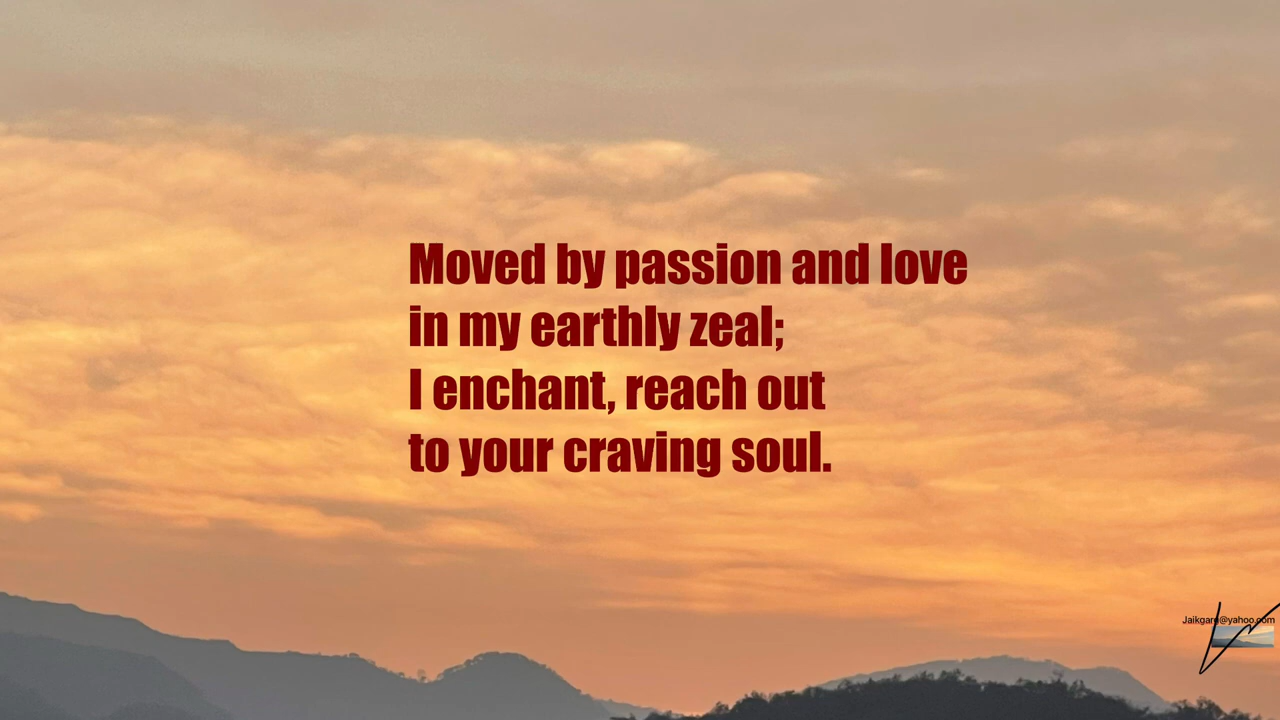 Moved by passion and love
in my earthly zeal;
I enchant, reach out
to your craving soul.
Jaikgarg@yahoo.com